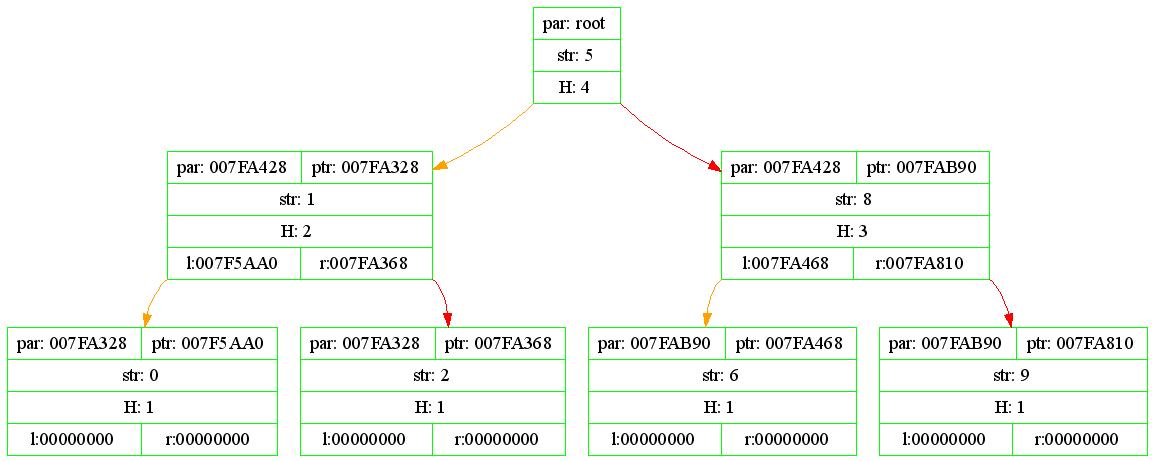 par: root
str: 5
H: 4
par: 007FA428 ptr: 007FA328
str: 1
H: 2
l:007F5AA0 r:007FA368
par: 007FA428 ptr: 007FAB90
str: 8
H: 3
l:007FA468 r:007FA810
par: 007FA328 ptr: 007F5AA0
str: 0
H: 1
l:00000000 r:00000000
par: 007FA328 ptr: 007FA368
str: 2
H: 1
l:00000000 r:00000000
par: 007FAB90 ptr: 007FA468
str: 6
H: 1
l:00000000 r:00000000
par: 007FAB90 ptr: 007FA810
str: 9
H: 1
l:00000000 r:00000000